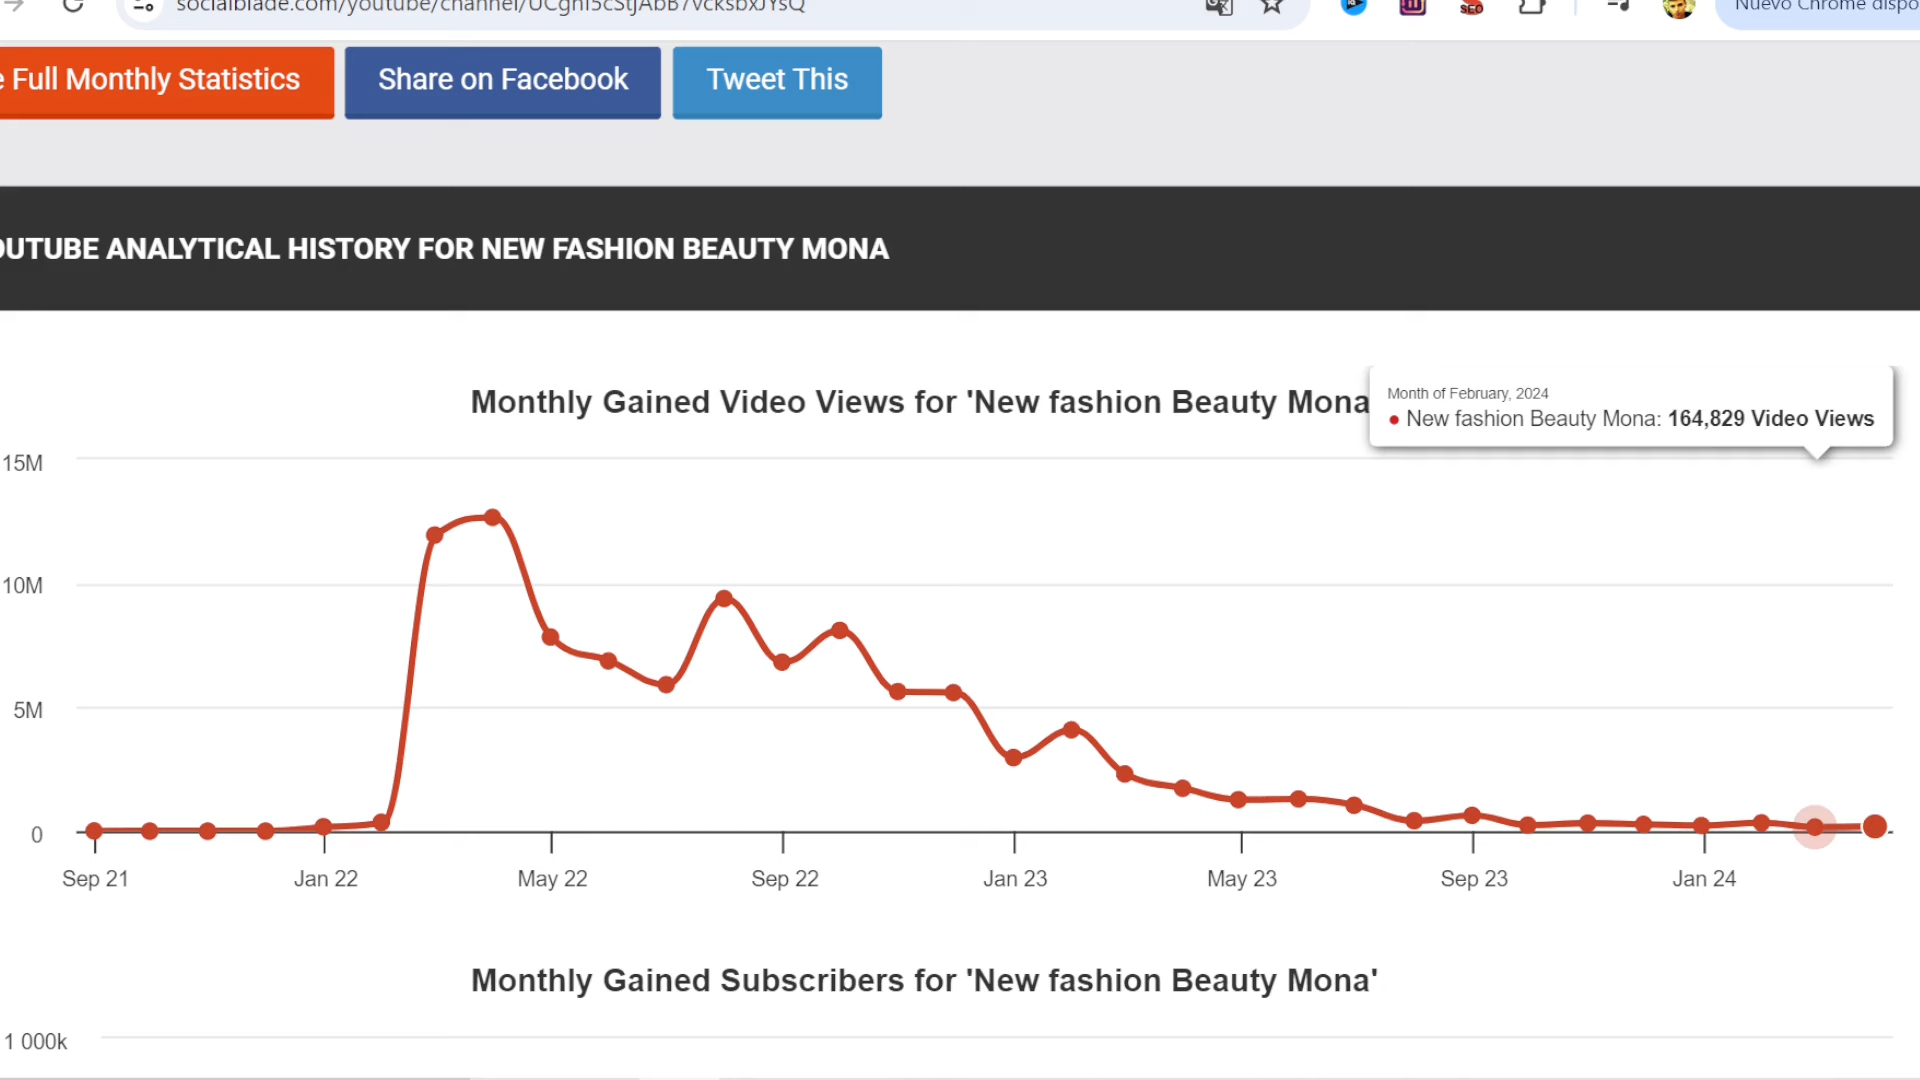 socialblade.com/youtube/channel/
Nuevo Chrome dispo
SEO
e Full Monthly Statistics
Share on Facebook
Tweet This
OUTUBE ANALYTICAL HISTORY FOR NEW FASHION BEAUTY MONA
Monthly Gained Video Views for 'New fashion Beauty Mona
Month of February, 2024
● New fashion Beauty Mona: 164,829 Video Views
15M
10M
5M
0
Sep 21 Jan 22 May 22 Sep 22 Jan 23 May 23 Sep 23 Jan 24
Monthly Gained Subscribers for 'New fashion Beauty Mona'
1 000k